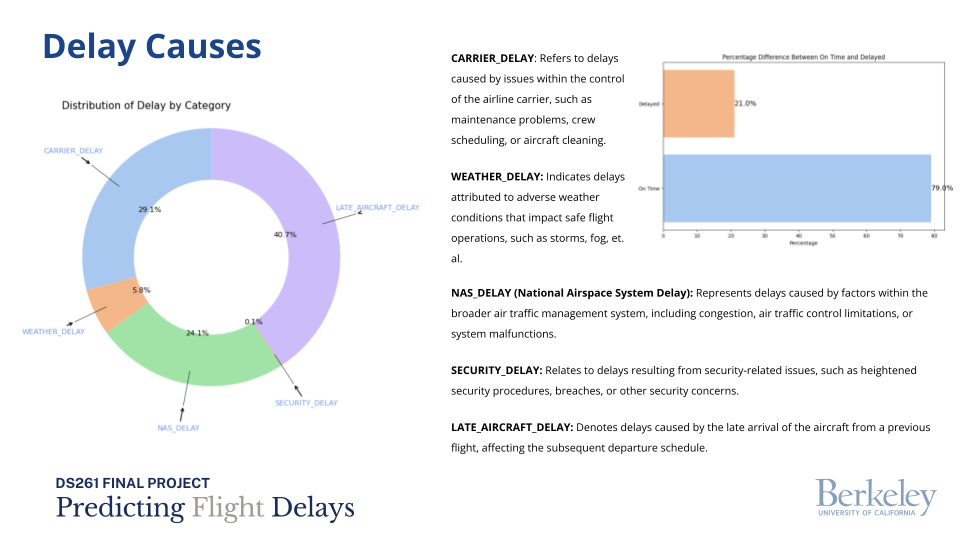 Delay Causes
Distribution of Delay by Category
CARRIER_DELAY
29.1%
LATE_AIRCRAFT_DELAY
40.7%
5.8%
WEATHER_DELAY
24.1%
0.1%
SECURITY_DELAY
NAS_DELAY
CARRIER_DELAY: Refers to delays
caused by issues within the control
of the airline carrier, such as
maintenance problems, crew
scheduling, or aircraft cleaning.
WEATHER_DELAY: Indicates delays
attributed to adverse weather
conditions that impact safe flight
operations, such as storms, fog, et.
al.
Percentage Difference Between On Time and Delayed
Delayed
21.0%
On Time
79.0%
0 10 20 30 40 50 60 70 80
Percentage
NAS_DELAY (National Airspace System Delay): Represents delays caused by factors within the
broader air traffic management system, including congestion, air traffic control limitations, or
system malfunctions.
SECURITY_DELAY: Relates to delays resulting from security-related issues, such as heightened
security procedures, breaches, or other security concerns.
LATE_AIRCRAFT_DELAY: Denotes delays caused by the late arrival of the aircraft from a previous
flight, affecting the subsequent departure schedule.
DS261 FINAL PROJECT
Predicting Flight Delays
Berkeley
UNIVERSITY OF CALIFORNIA